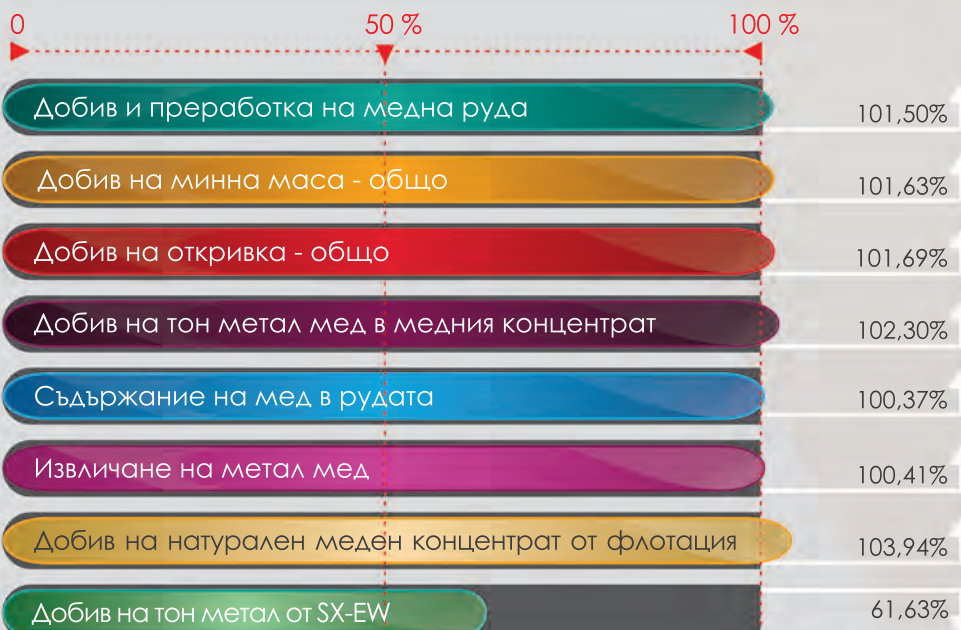 0 50 % 100 %
Добив и преработка на медна руда 101,50%
Добив на минна маса - общо 101,63%
Добив на откривка - общо 101,69%
Добив на тон метал мед в медния концентрат 102,30%
Съдържание на мед в рудата 100,37%
Извличане на метал мед 100,41%
Добив на натурален меден концентрат от флотация 103,94%
Добив на тон метал от SX-EW 61,63%